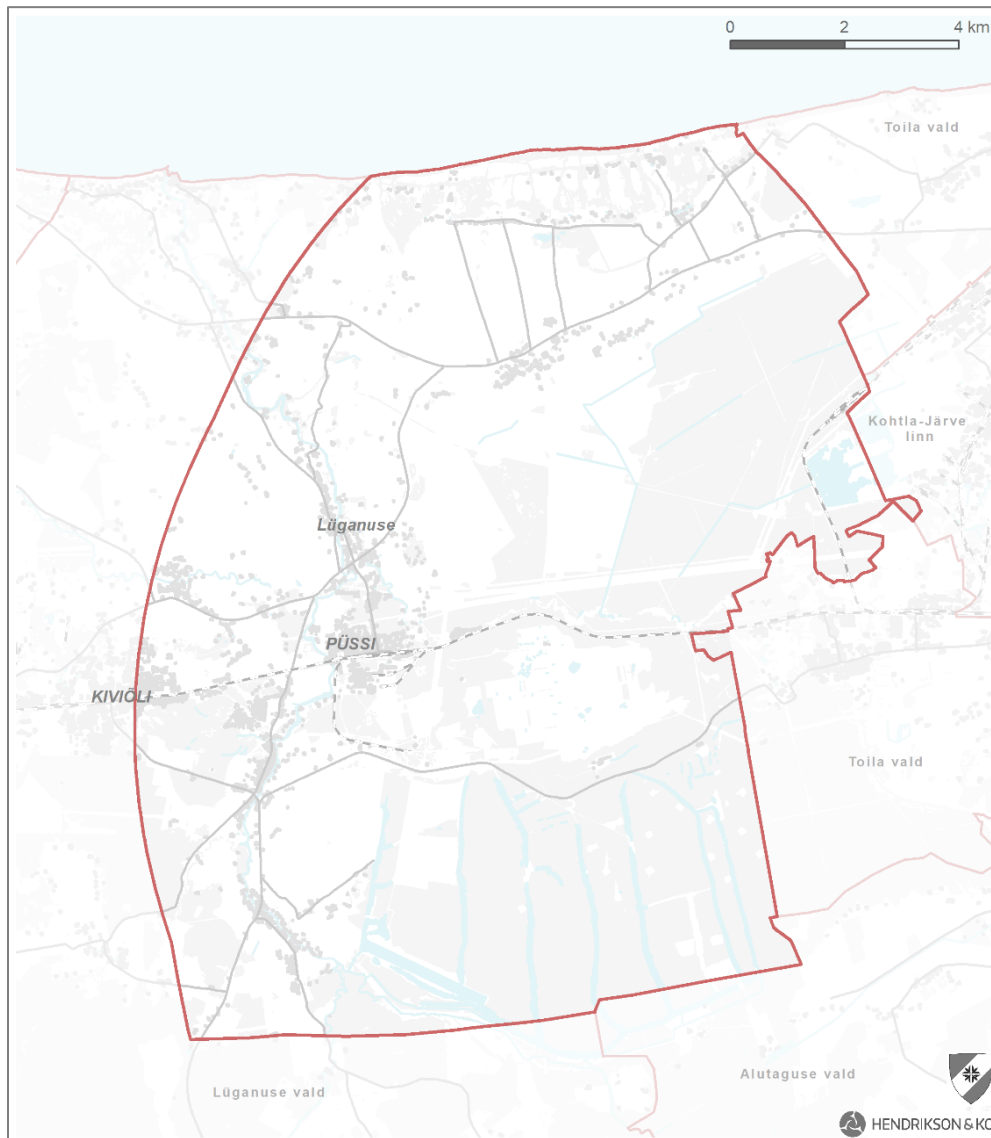 0 2 4 km
Toila vald
Kohtla-Järve
linn
Lüganuse
PÜSSI
KIVIÕLI
Toila vald
Alutaguse vald
Lüganuse vald
HENDRIKSON & KO